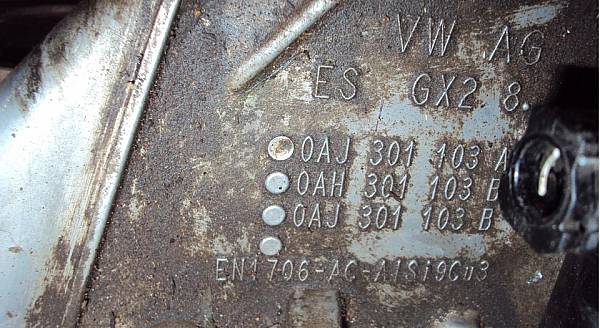 VW AG
ES GX2 8
0AJ 301 103 A
0AH 301 103 B
0AJ 301 103 B
EN1706-AC-AlSi9Cu3